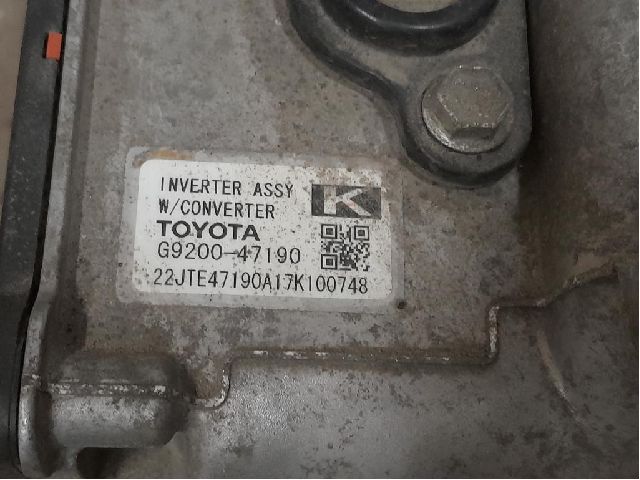 INVERTER ASSY
K
W/CONVERTER
TOYOTA
G9200-47190
22JTE47190A17K100748